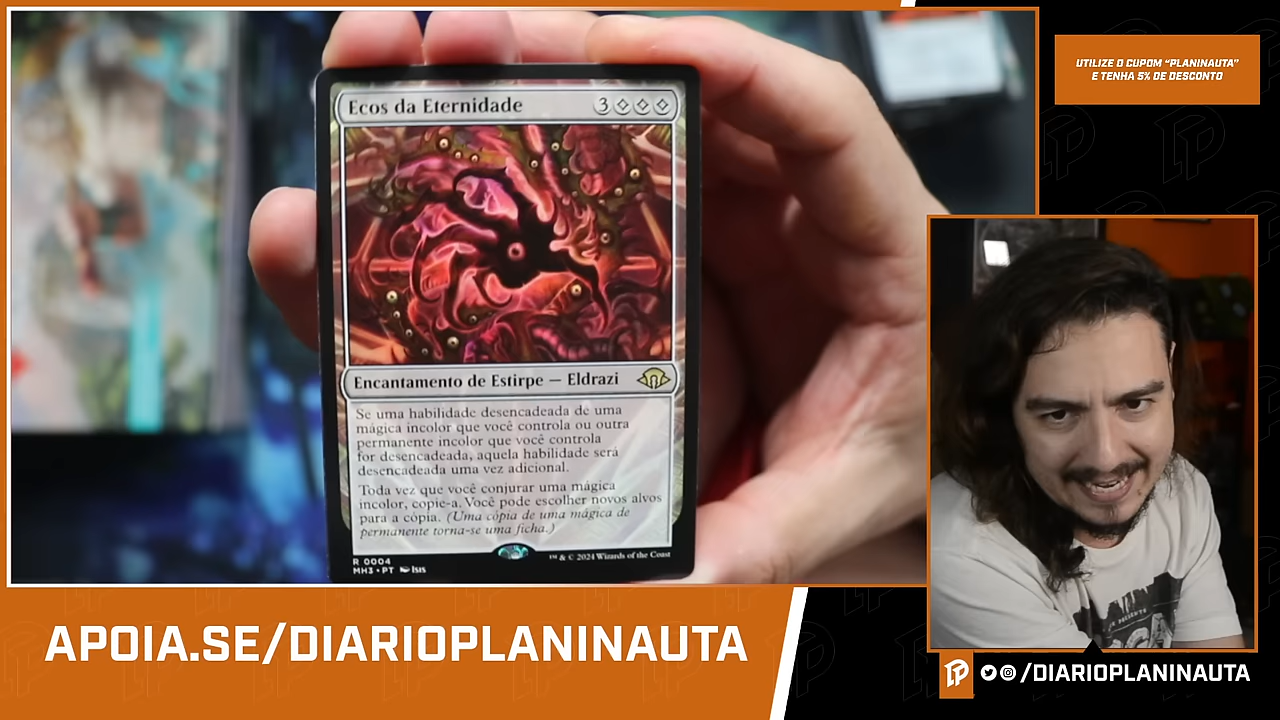 Ecos da Eternidade 3
Encantamento de Estirpe — Eldrazi
Se uma habilidade desencadeada de uma
mágica incolor que você controla ou outra
permanente incolor que você controla
for desencadeada, aquela habilidade será
desencadeada uma vez adicional.
Toda vez que você conjurar uma mágica
incolor, copie-a. Você pode escolher novos alvos
para a cópia. (Uma cópia de uma mágica de
permanente torna-se uma ficha.)
R 0004
MH3 • PT Isis
™ & © 2024 Wizards of the Coast
UTILIZE O CUPOM “PLANINAUTA”
E TENHA 5% DE DESCONTO
APOIA.SE/DIARIOPLANINAUTA
/DIARIOPLANINAUTA